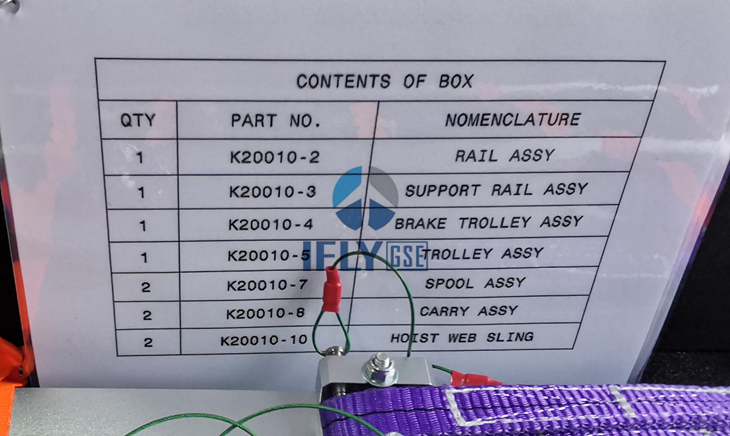 CONTENTS OF BOX
QTY PART NO. NOMENCLATURE
1 K20010-2 RAIL ASSY
1 K20010-3 SUPPORT RAIL ASSY
1 K20010-4 BRAKE TROLLEY ASSY
1 K20010-5 TROLLEY ASSY
IFLY GSE
2 K20010-7 SPOOL ASSY
2 K20010-8 CARRY ASSY
2 K20010-10 HOIST WEB SLING